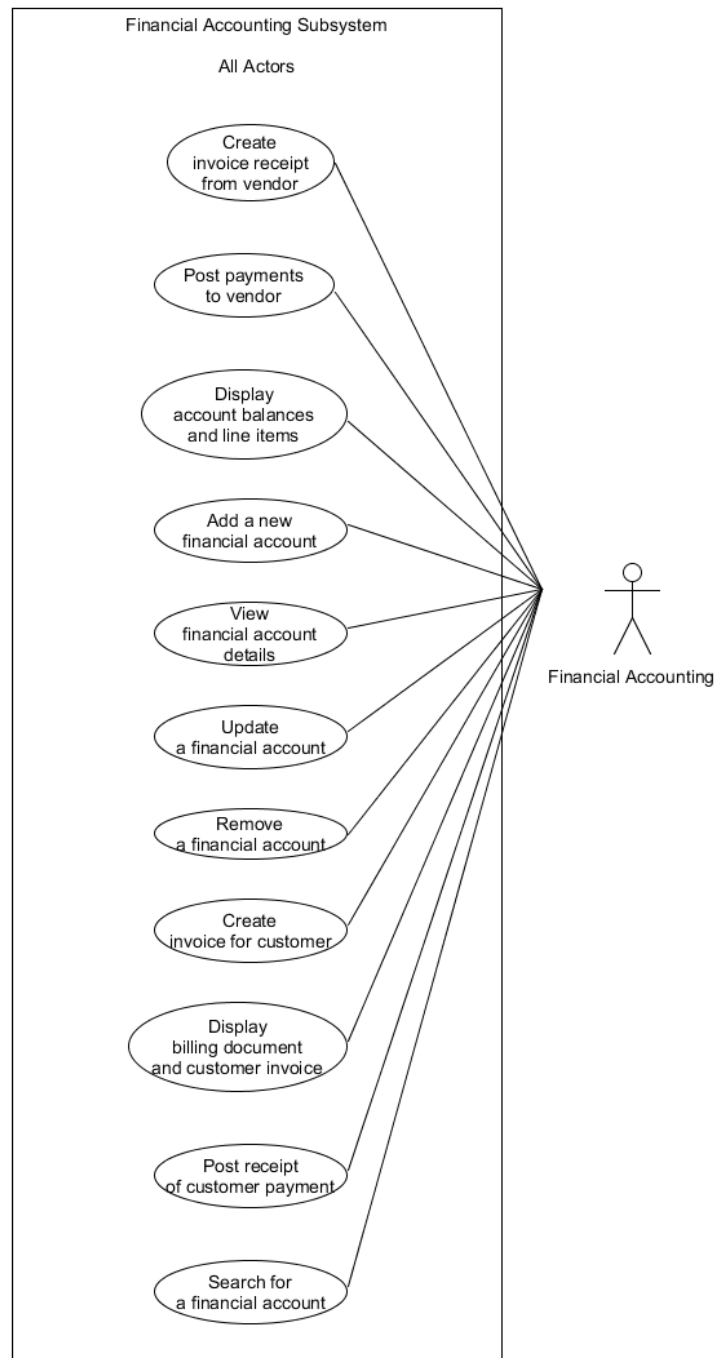 Financial Accounting Subsystem
All Actors
Create
invoice receipt
from vendor
Post payments
to vendor
Display
account balances
and line items
Add a new
financial account
View
financial account
details
Update
a financial account
Remove
a financial account
Create
invoice for customer
Display
billing document
and customer invoice
Post receipt
of customer payment
Search for
a financial account
Financial Accounting